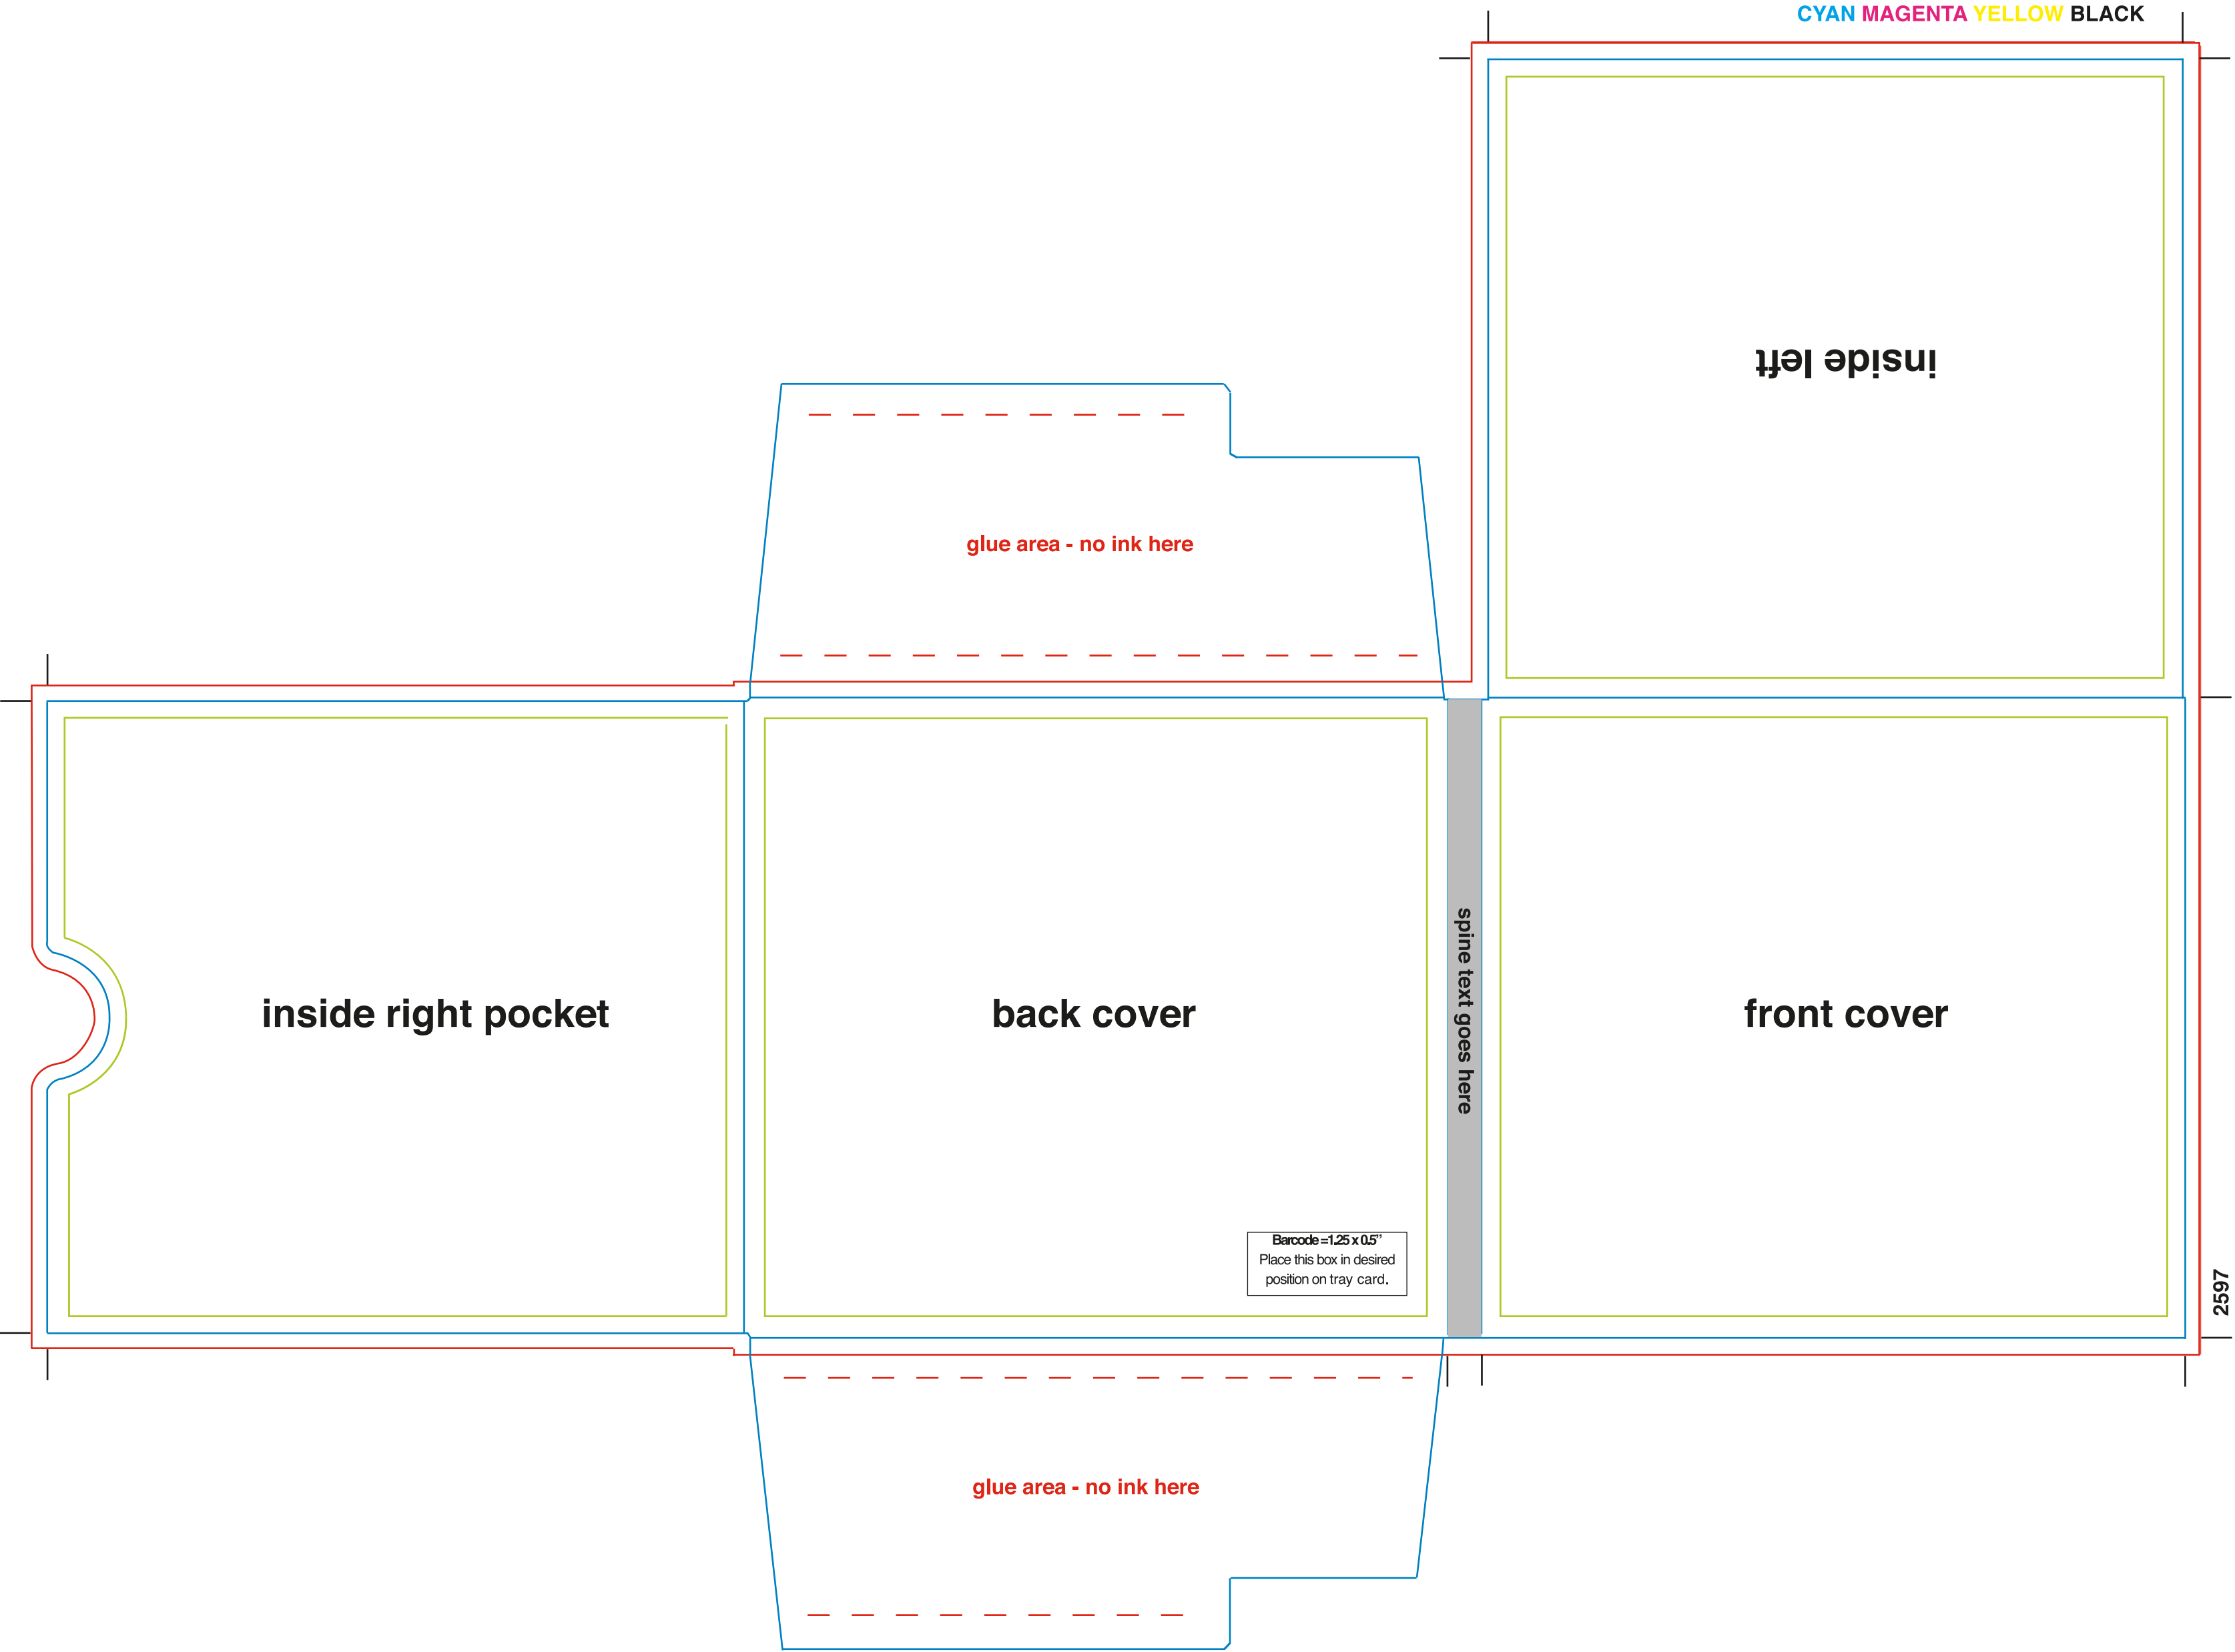 CYAN MAGENTA YELLOW BLACK
inside left
glue area - no ink here
inside right pocket
back cover
spine text goes here
front cover
Barcode =1.25 x 0.5”
Place this box in desired
position on tray card.
2597
glue area - no ink here